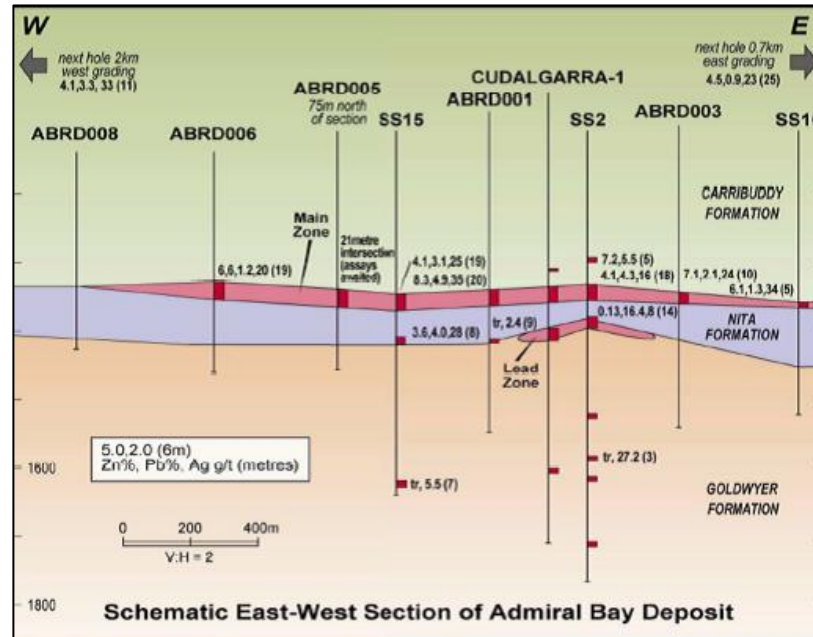 W
E
next hole 2km
west grading
4.1,3.3, 33 (11)
next hole 0.7km
east grading
4.5,0.9,23 (25)
CUDALGARRA-1
ABRD005
75m north
of section
ABRD008
ABRD006
SS15
ABRD001
SS2
ABRD003
CARRIBUDDY
FORMATION
Main
Zone
21metre
intersection
(assays
awaited)
6,6,1.2,20 (19)
4.1,3.1,25 (19)
8.3,4.9,35 (20)
7.2,5.5 (5)
4.1,4.3,16 (18)
7.1,2.1,24 (10)
6.1,1.3,34 (5)
3.6,4.0,28 (8)
tr, 2.4 (9)
0.13,16.4,8 (14)
NITA
FORMATION
Lead
Zone
5.0,2.0 (6m)
Zn%, Pb%, Ag g/t (metres)
1600
tr, 27.2 (3)
tr, 5.5 (7)
GOLDWYER
FORMATION
0 200 400m
V:H = 2
1800
Schematic East-West Section of Admiral Bay Deposit